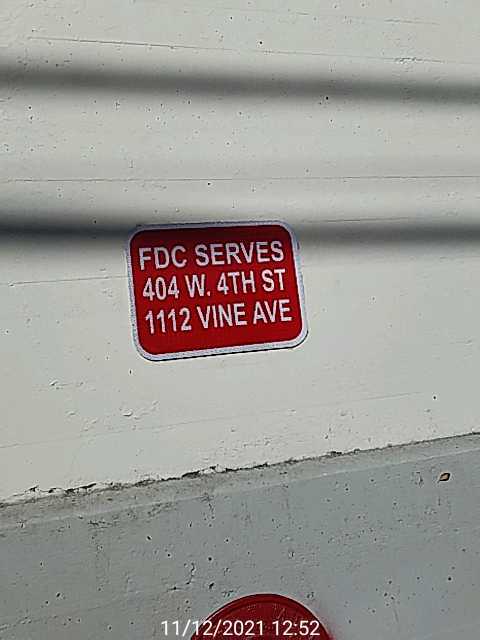 FDC SERVES
404 W. 4TH ST
1112 VINE AVE
11/12/2021 12:52